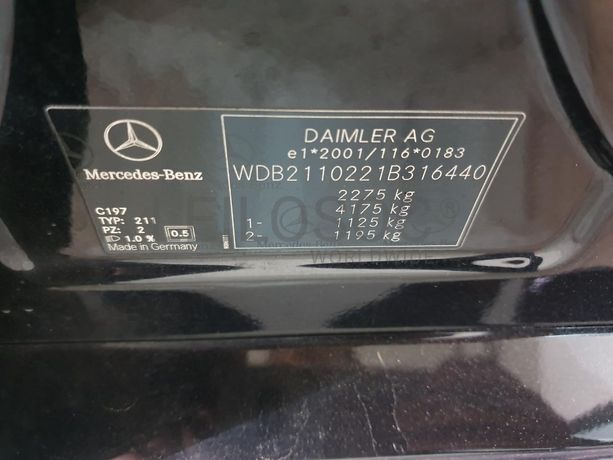 Mercedes-Benz
C197
TYP: 211
PZ: 2
1.0 %
0.5
Made in Germany
DAIMLER AG
e1*2001/116*0183
WDB2110221B316440
2275 kg
4175 kg
1- 1125 kg
2- 1195 kg